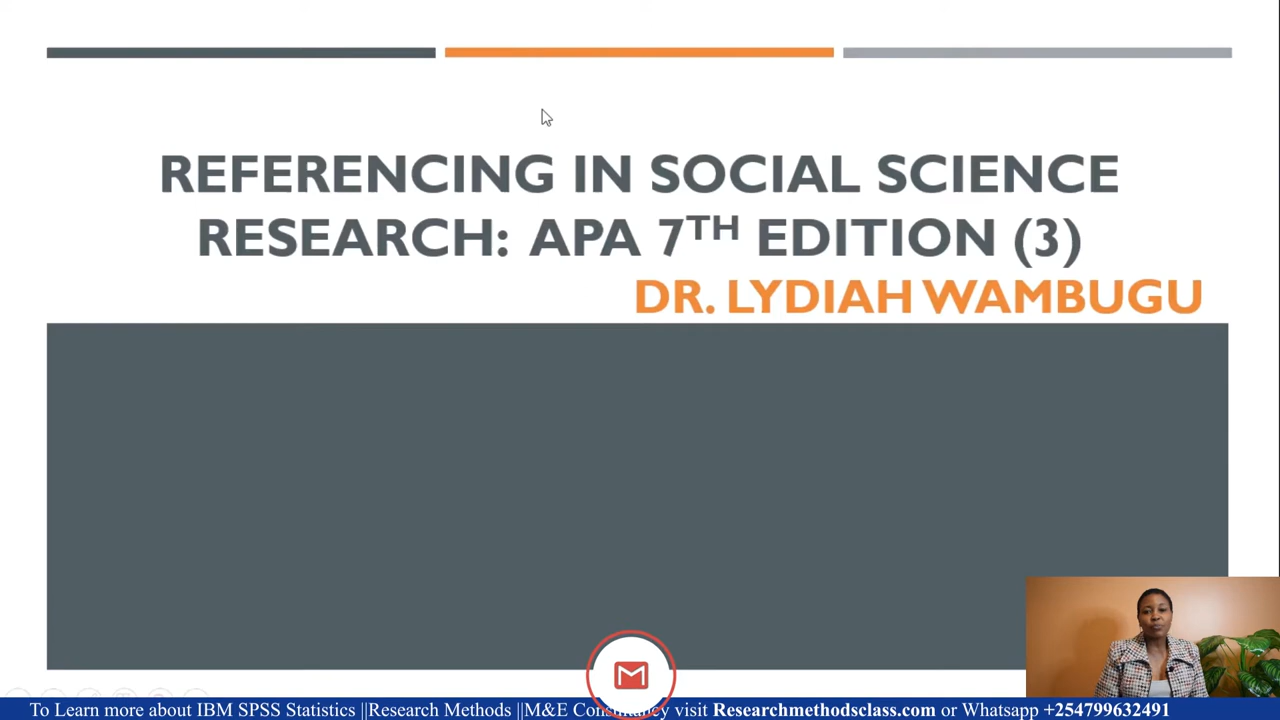 REFERENCING IN SOCIAL SCIENCE
RESEARCH: APA 7TH EDITION (3)
DR. LYDIAH WAMBUGU
To Learn more about IBM SPSS Statistics ||Research Methods ||M&E Consultancy visit Researchmethodsclass.com or Whatsapp +254799632491